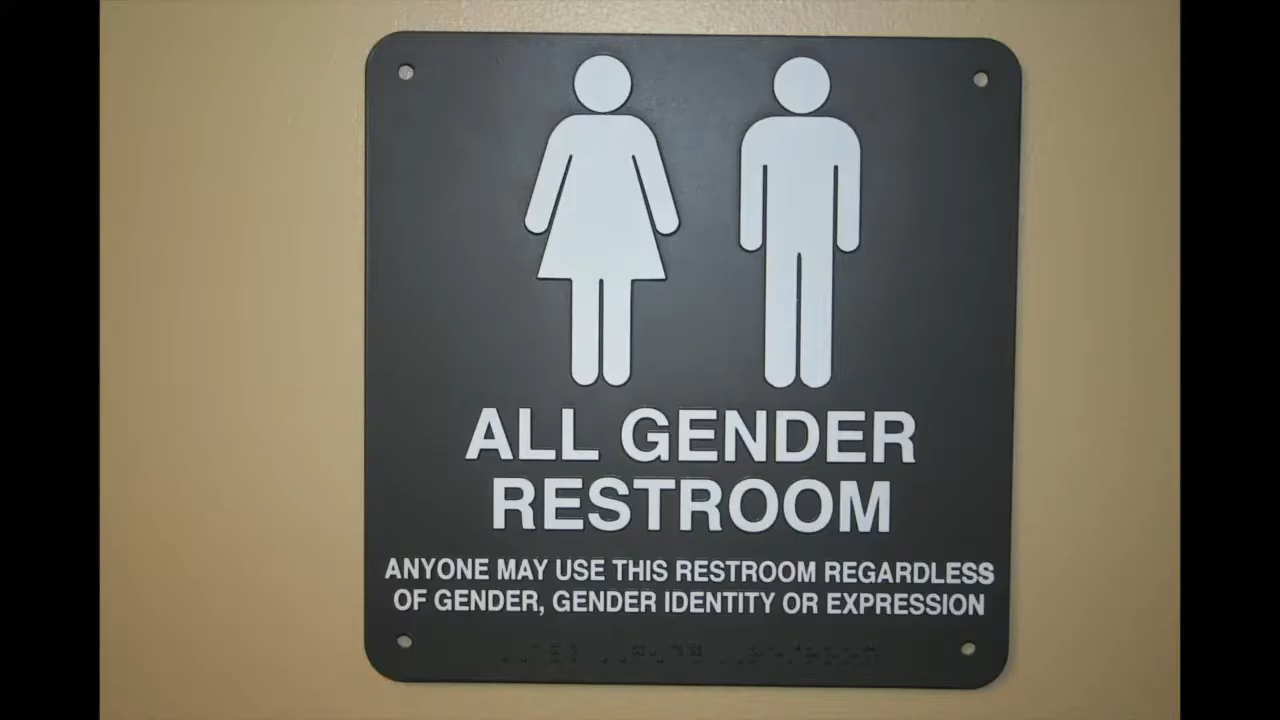 ALL GENDER
RESTROOM
ANYONE MAY USE THIS RESTROOM REGARDLESS
OF GENDER, GENDER IDENTITY OR EXPRESSION